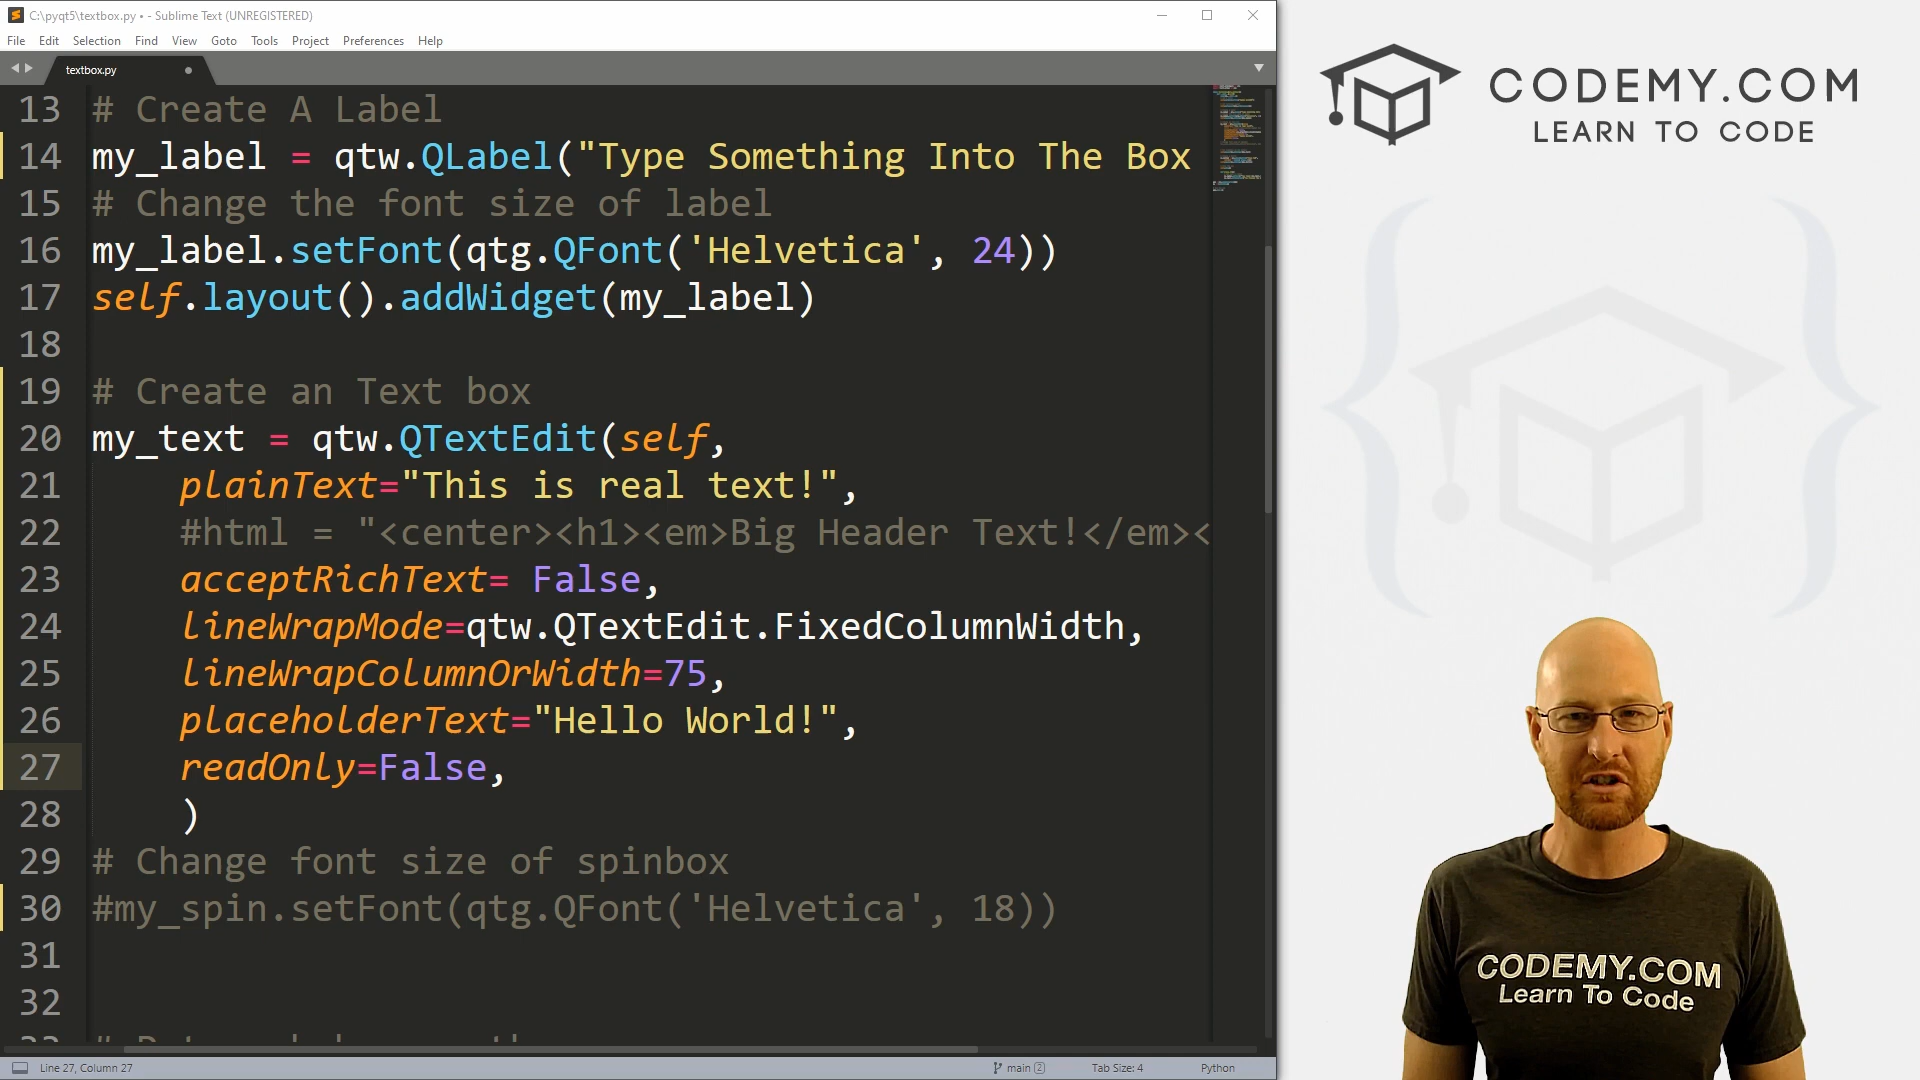 C:\pyqt5\textbox.py • - Sublime Text (UNREGISTERED)
File Edit Selection Find View Goto Tools Project Preferences Help
textbox.py
13 # Create A Label
14 my_label = qtw.QLabel("Type Something Into The Box
15 # Change the font size of label
16 my_label.setFont(qtg.QFont('Helvetica', 24))
17 self.layout().addWidget(my_label)
18
19 # Create an Text box
20 my_text = qtw.QTextEdit(self,
21 plainText="This is real text!",
22 #html = "<center><h1><em>Big Header Text!</em><
23 acceptRichText= False,
24 lineWrapMode=qtw.QTextEdit.FixedColumnWidth,
25 lineWrapColumnOrWidth=75,
26 placeholderText="Hello World!",
27 readOnly=False,
28 )
29 # Change font size of spinbox
30 #my_spin.setFont(qtg.QFont('Helvetica', 18))
31
32
Line 27, Column 27 main 2 Tab Size: 4 Python
CODEMY.COM
LEARN TO CODE
CODEMY.COM
Learn To Code